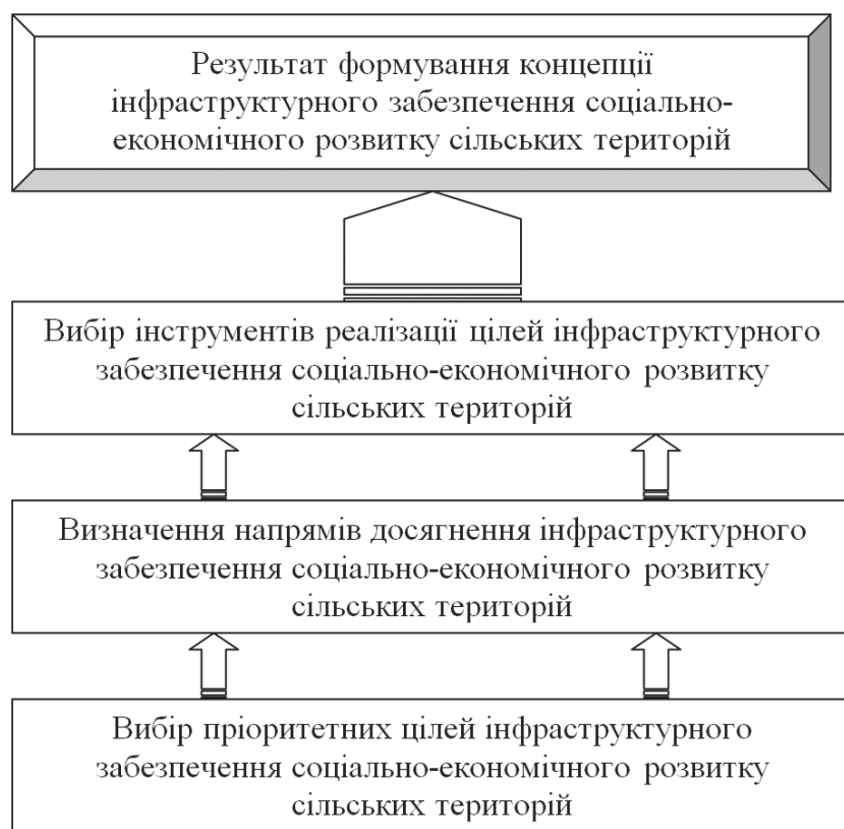 Результат формування концепції
інфраструктурного забезпечення соціально-
економічного розвитку сільських територій
Вибір інструментів реалізації цілей інфраструктурного
забезпечення соціально-економічного розвитку
сільських територій
Визначення напрямів досягнення інфраструктурного
забезпечення соціально-економічного розвитку
сільських територій
Вибір пріоритетних цілей інфраструктурного
забезпечення соціально-економічного розвитку
сільських територій